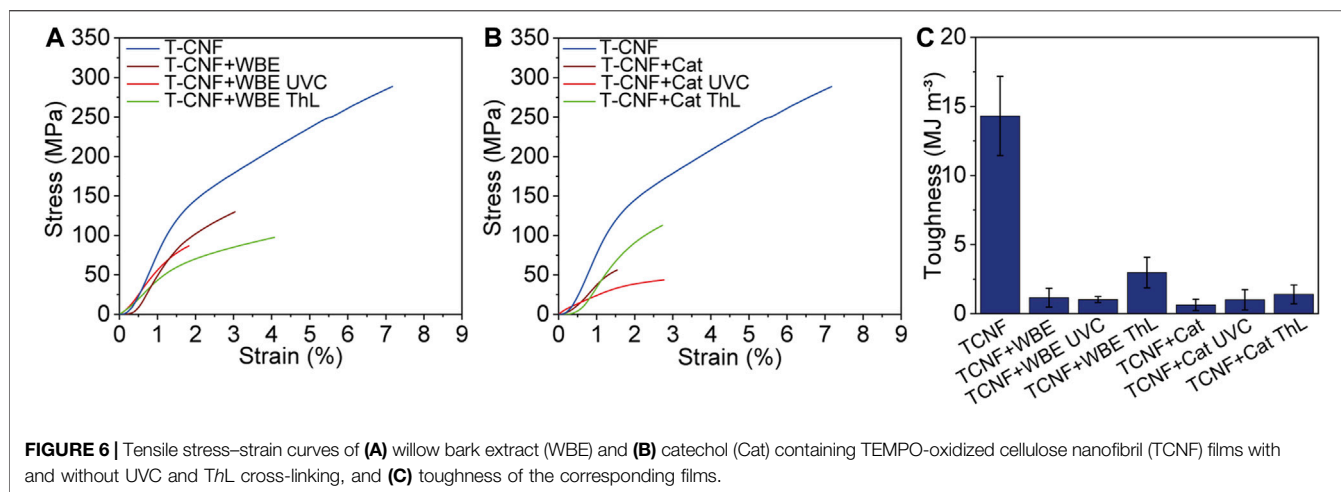 A
350
300
250
200
150
100
50
0
Stress (MPa)
T-CNF
T-CNF+WBE
T-CNF+WBE UVC
T-CNF+WBE ThL
0 1 2 3 4 5 6 7 8 9
Strain (%)
B
350
300
250
200
150
100
50
0
Stress (MPa)
T-CNF
T-CNF+Cat
T-CNF+Cat UVC
T-CNF+Cat ThL
0 1 2 3 4 5 6 7 8 9
Strain (%)
C
20
15
10
5
0
Toughness (MJ m⁻³)
TCNF
TCNF+WBE
TCNF+WBE UVC
TCNF+WBE ThL
TCNF+Cat
TCNF+Cat UVC
TCNF+Cat ThL
FIGURE 6 | Tensile stress–strain curves of (A) willow bark extract (WBE) and (B) catechol (Cat) containing TEMPO-oxidized cellulose nanofibril (TCNF) films with
and without UVC and ThL cross-linking, and (C) toughness of the corresponding films.